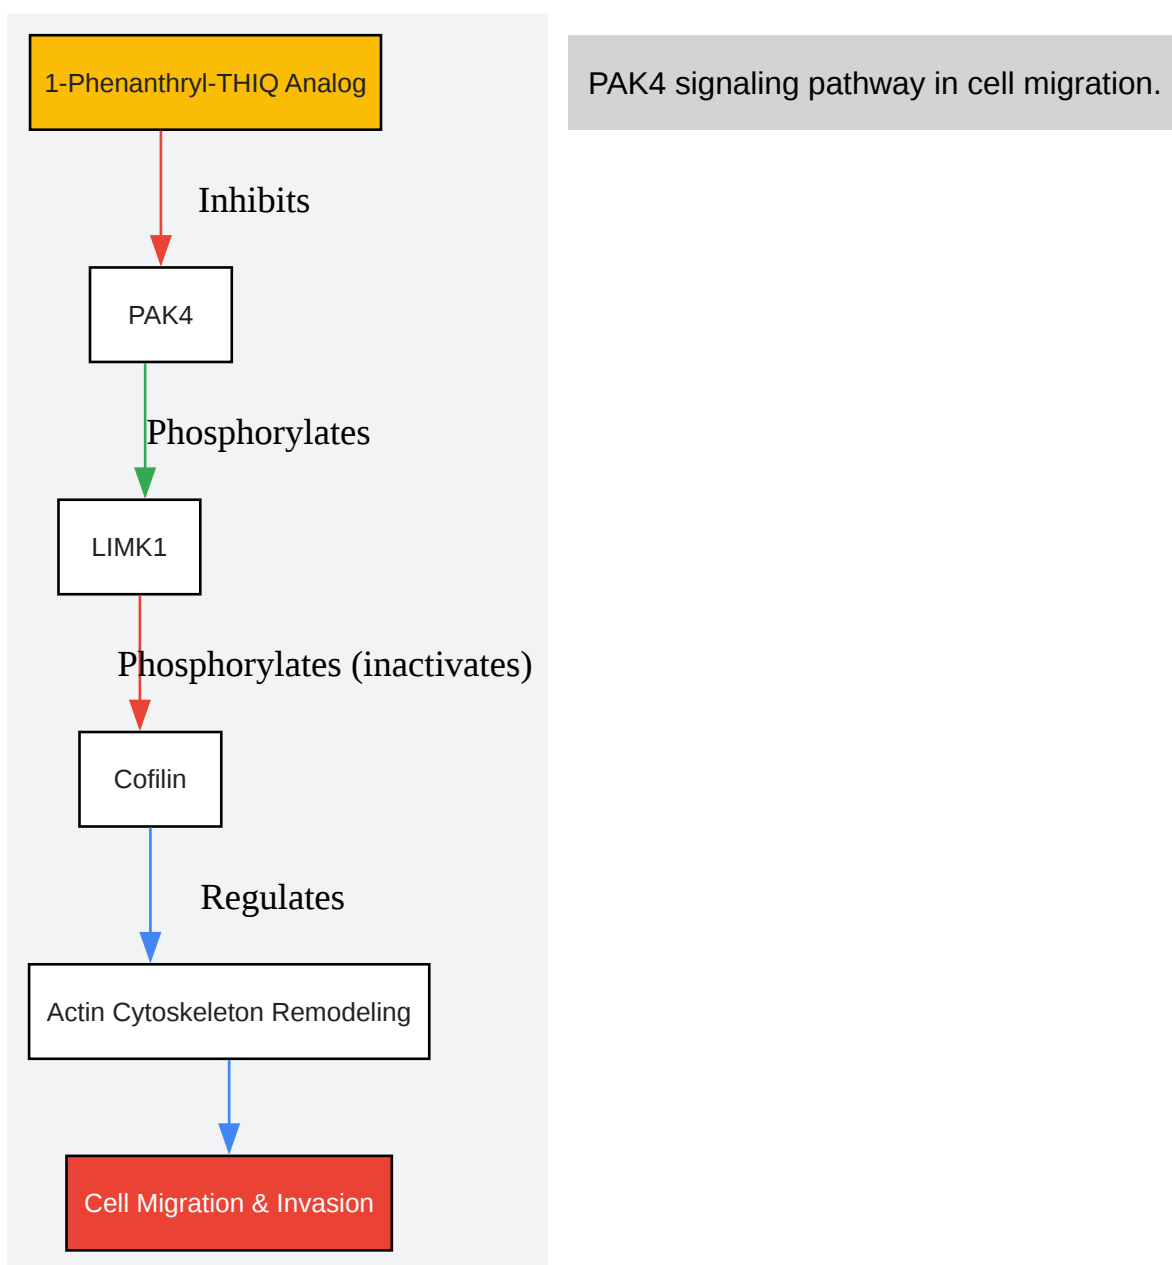 1-Phenanthryl-THIQ Analog
PAK4 signaling pathway in cell migration.
Inhibits
PAK4
Phosphorylates
LIMK1
Phosphorylates (inactivates)
Cofilin
Regulates
Actin Cytoskeleton Remodeling
Cell Migration & Invasion